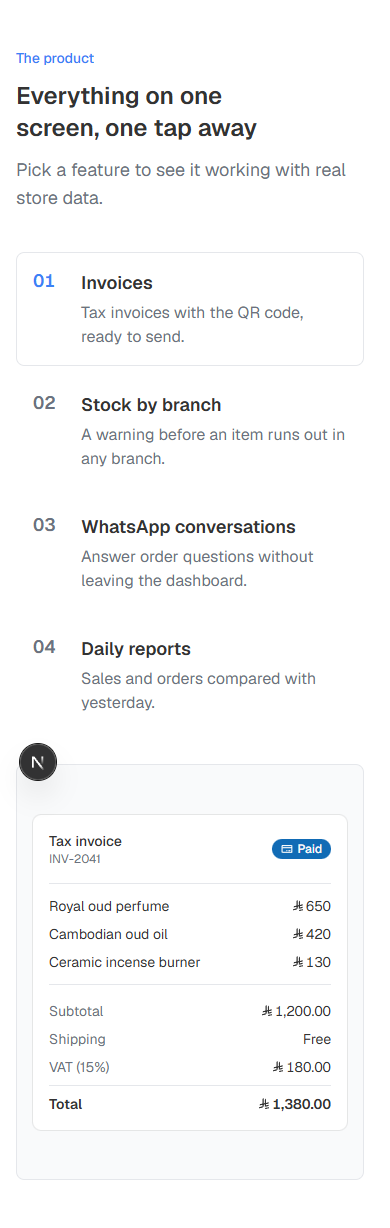 The product
Everything on one
screen, one tap away
Pick a feature to see it working with real
store data.
01 Invoices
Tax invoices with the QR code,
ready to send.
02 Stock by branch
A warning before an item runs out in
any branch.
03 WhatsApp conversations
Answer order questions without
leaving the dashboard.
04 Daily reports
Sales and orders compared with
yesterday.
N
Tax invoice
INV-2041
Paid
Royal oud perfume ⃁ 650
Cambodian oud oil ⃁ 420
Ceramic incense burner ⃁ 130
Subtotal ⃁ 1,200.00
Shipping Free
VAT (15%) ⃁ 180.00
Total ⃁ 1,380.00